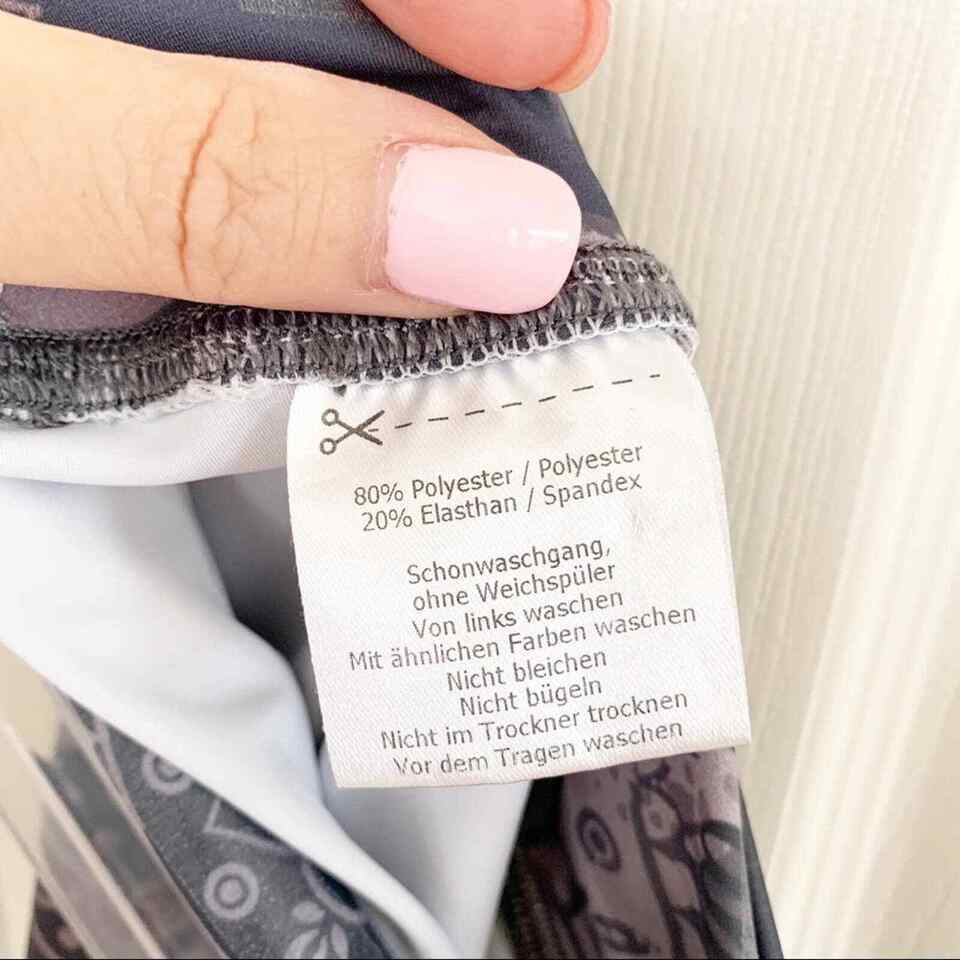 80% Polyester / Polyester
20% Elasthan / Spandex
Schonwaschgang,
ohne Weichspüler
Von links waschen
Mit ähnlichen Farben waschen
Nicht bleichen
Nicht bügeln
Nicht im Trockner trocknen
Vor dem Tragen waschen